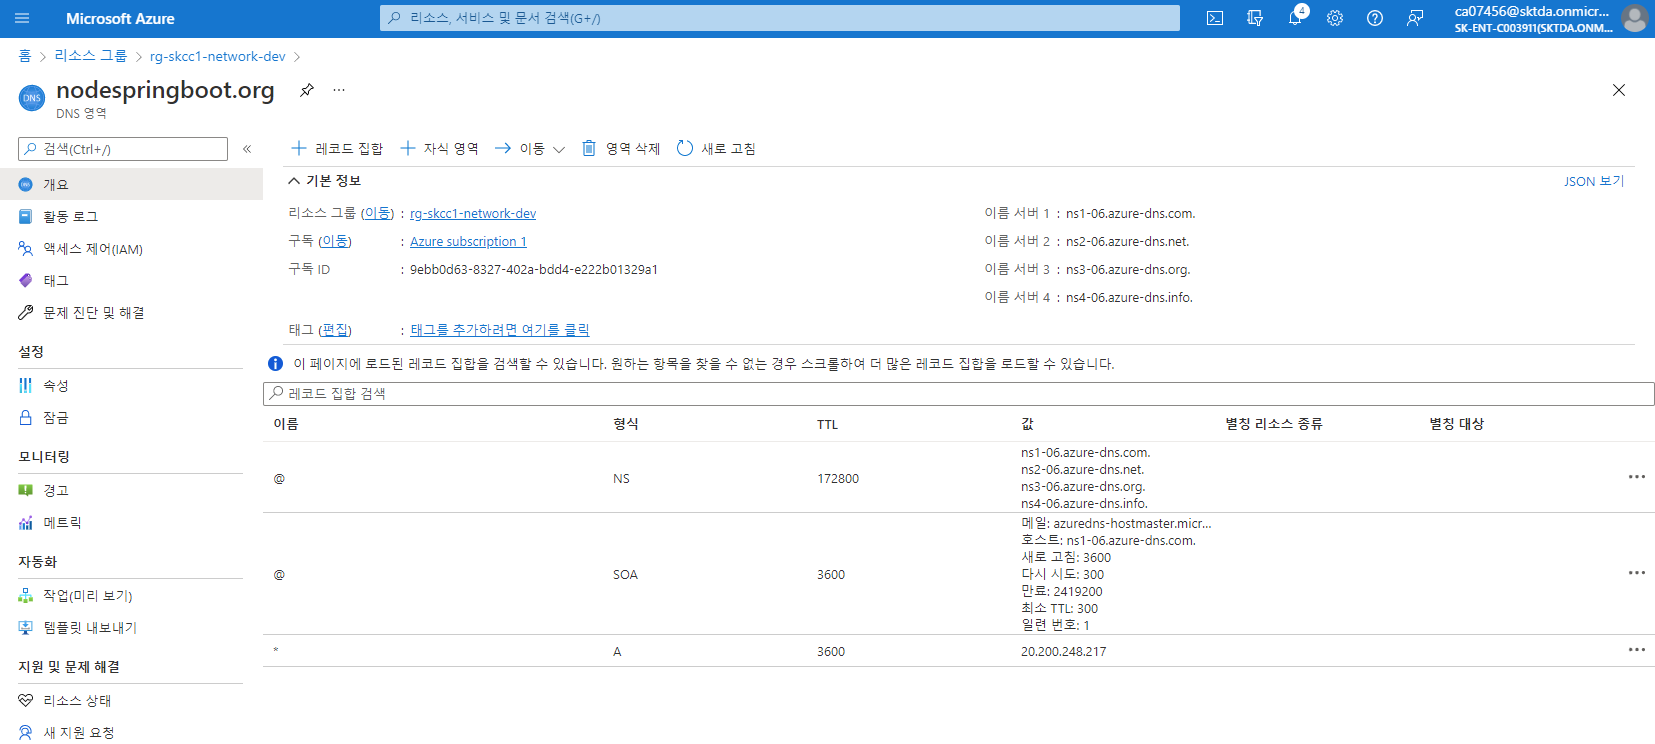 Microsoft Azure
리소스, 서비스 및 문서 검색(G+/)
4
ca07456@sktda.onmicr...
SK-ENT-C003911(SKTDA.ONM...
홈 > 리소스 그룹 > rg-skcc1-network-dev >
DNS
nodespringboot.org
...
DNS 영역
검색(Ctrl+/)
«
레코드 집합
자식 영역
이동
영역 삭제
새로 고침
개요
활동 로그
액세스 제어(IAM)
태그
문제 진단 및 해결
설정
속성
잠금
모니터링
경고
메트릭
자동화
작업(미리 보기)
템플릿 내보내기
지원 및 문제 해결
리소스 상태
새 지원 요청
기본 정보
JSON 보기
리소스 그룹 (이동) : rg-skcc1-network-dev
구독 (이동) : Azure subscription 1
구독 ID : 9ebb0d63-8327-402a-bdd4-e222b01329a1
이름 서버 1 : ns1-06.azure-dns.com.
이름 서버 2 : ns2-06.azure-dns.net.
이름 서버 3 : ns3-06.azure-dns.org.
이름 서버 4 : ns4-06.azure-dns.info.
태그 (편집) : 태그를 추가하려면 여기를 클릭
이 페이지에 로드된 레코드 집합을 검색할 수 있습니다. 원하는 항목을 찾을 수 없는 경우 스크롤하여 더 많은 레코드 집합을 로드할 수 있습니다.
레코드 집합 검색
이름 형식 TTL 값 별칭 리소스 종류 별칭 대상
@ NS 172800
ns1-06.azure-dns.com.
ns2-06.azure-dns.net.
ns3-06.azure-dns.org.
ns4-06.azure-dns.info.
...
@ SOA 3600
메일: azuredns-hostmaster.micr...
호스트: ns1-06.azure-dns.com.
새로 고침: 3600
다시 시도: 300
만료: 2419200
최소 TTL: 300
일련 번호: 1
...
* A 3600 20.200.248.217 ...